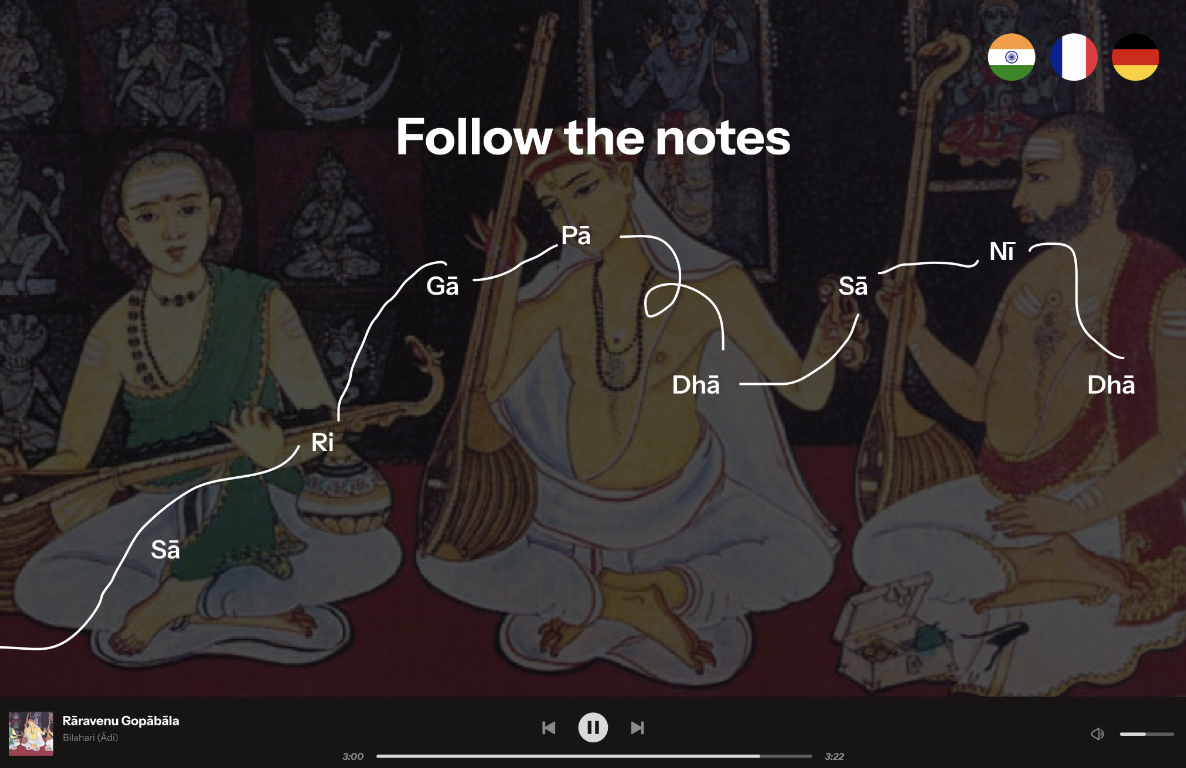 Follow the notes
Pā
Nī
Gā
Sā
Dhā
Dhā
Ri
Sā
Rāravenu Gopābāla
Bilahari (Ādi)
3:00
3:22